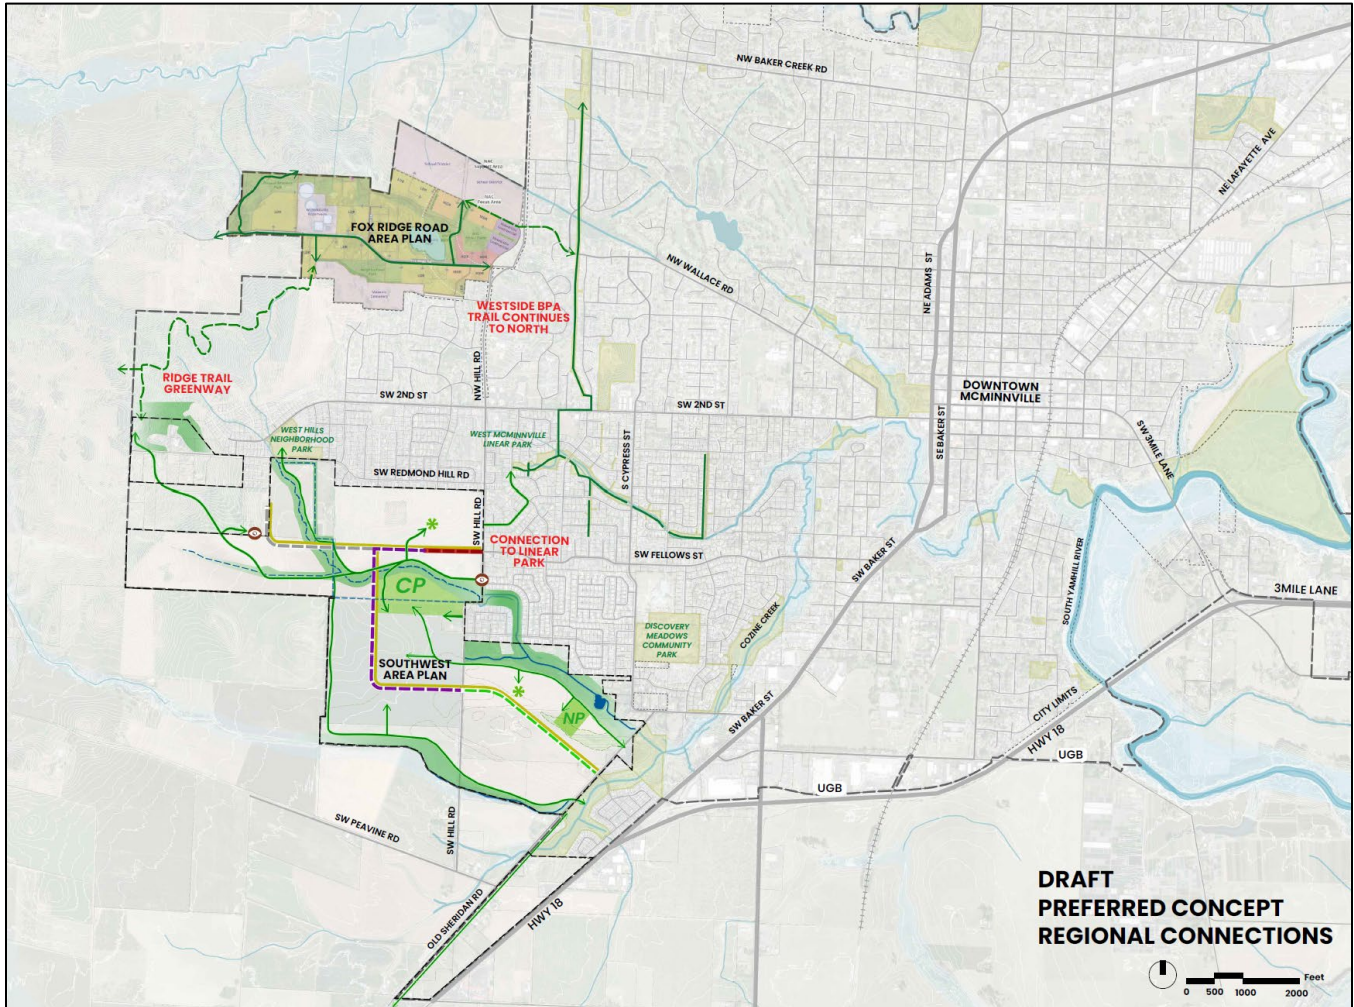 NW BAKER CREEK RD
NE LAFAYETTE AVE
FOX RIDGE ROAD
AREA PLAN
NW WALLACE RD
NE ADAMS ST
WESTSIDE BPA
TRAIL CONTINUES
TO NORTH
NW HILL RD
RIDGE TRAIL
GREENWAY
SW 2ND ST
SW 2ND ST
DOWNTOWN
MCMINNVILLE
SE BAKER ST
SW 3MILE LANE
WEST HILLS
NEIGHBORHOOD
PARK
WEST MCMINNVILLE
LINEAR PARK
S CYPRESS ST
SW REDMOND HILL RD
SW HILL RD
CONNECTION
TO LINEAR
PARK
SW FELLOWS ST
SW BAKER ST
SOUTH YAMHILL RIVER
3MILE LANE
CP
COZINE CREEK
DISCOVERY
MEADOWS
COMMUNITY
PARK
SOUTHWEST
AREA PLAN
NP
SW BAKER ST
CITY LIMITS
HWY 18
UGB
UGB
SW PEAVINE RD
SW HILL RD
OLD SHERIDAN RD
HWY 18
DRAFT
PREFERRED CONCEPT
REGIONAL CONNECTIONS
Feet
0 500 1000 2000